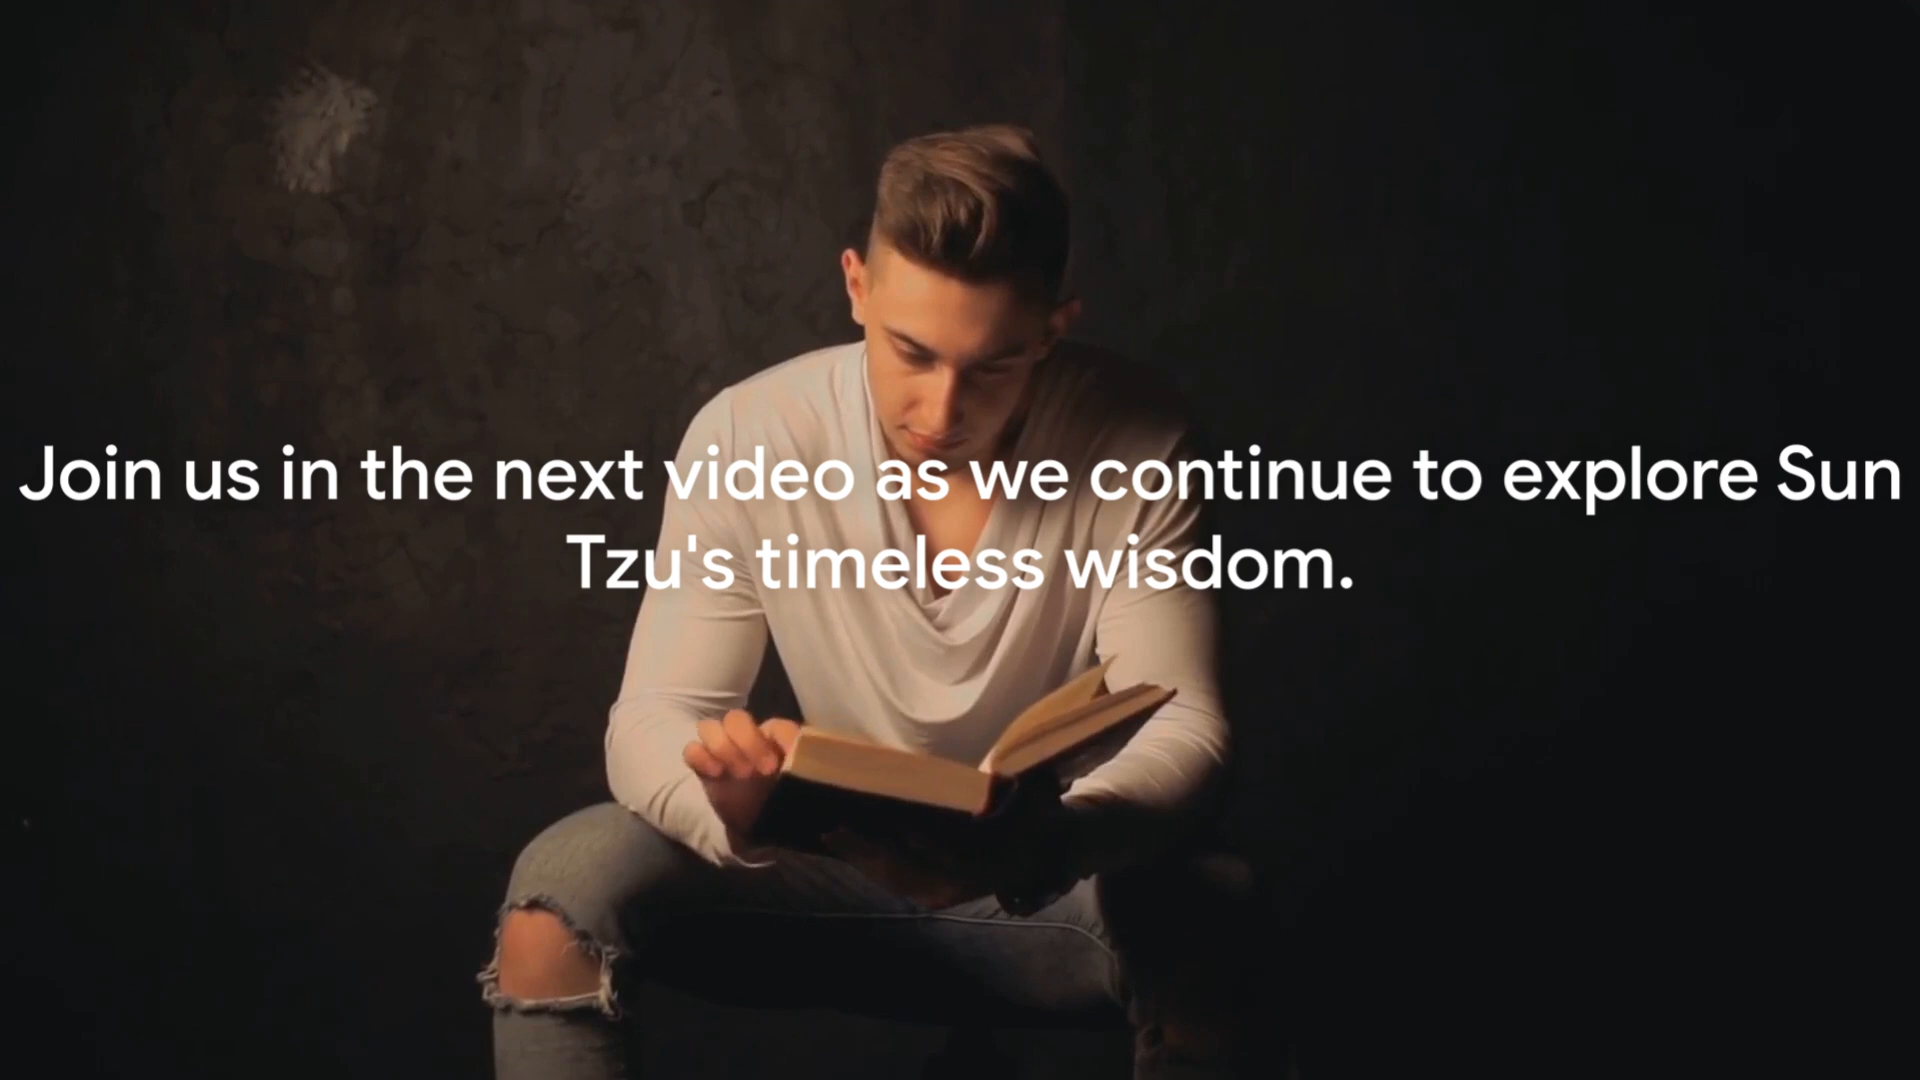 Join us in the next video as we continue to explore Sun
Tzu's timeless wisdom.